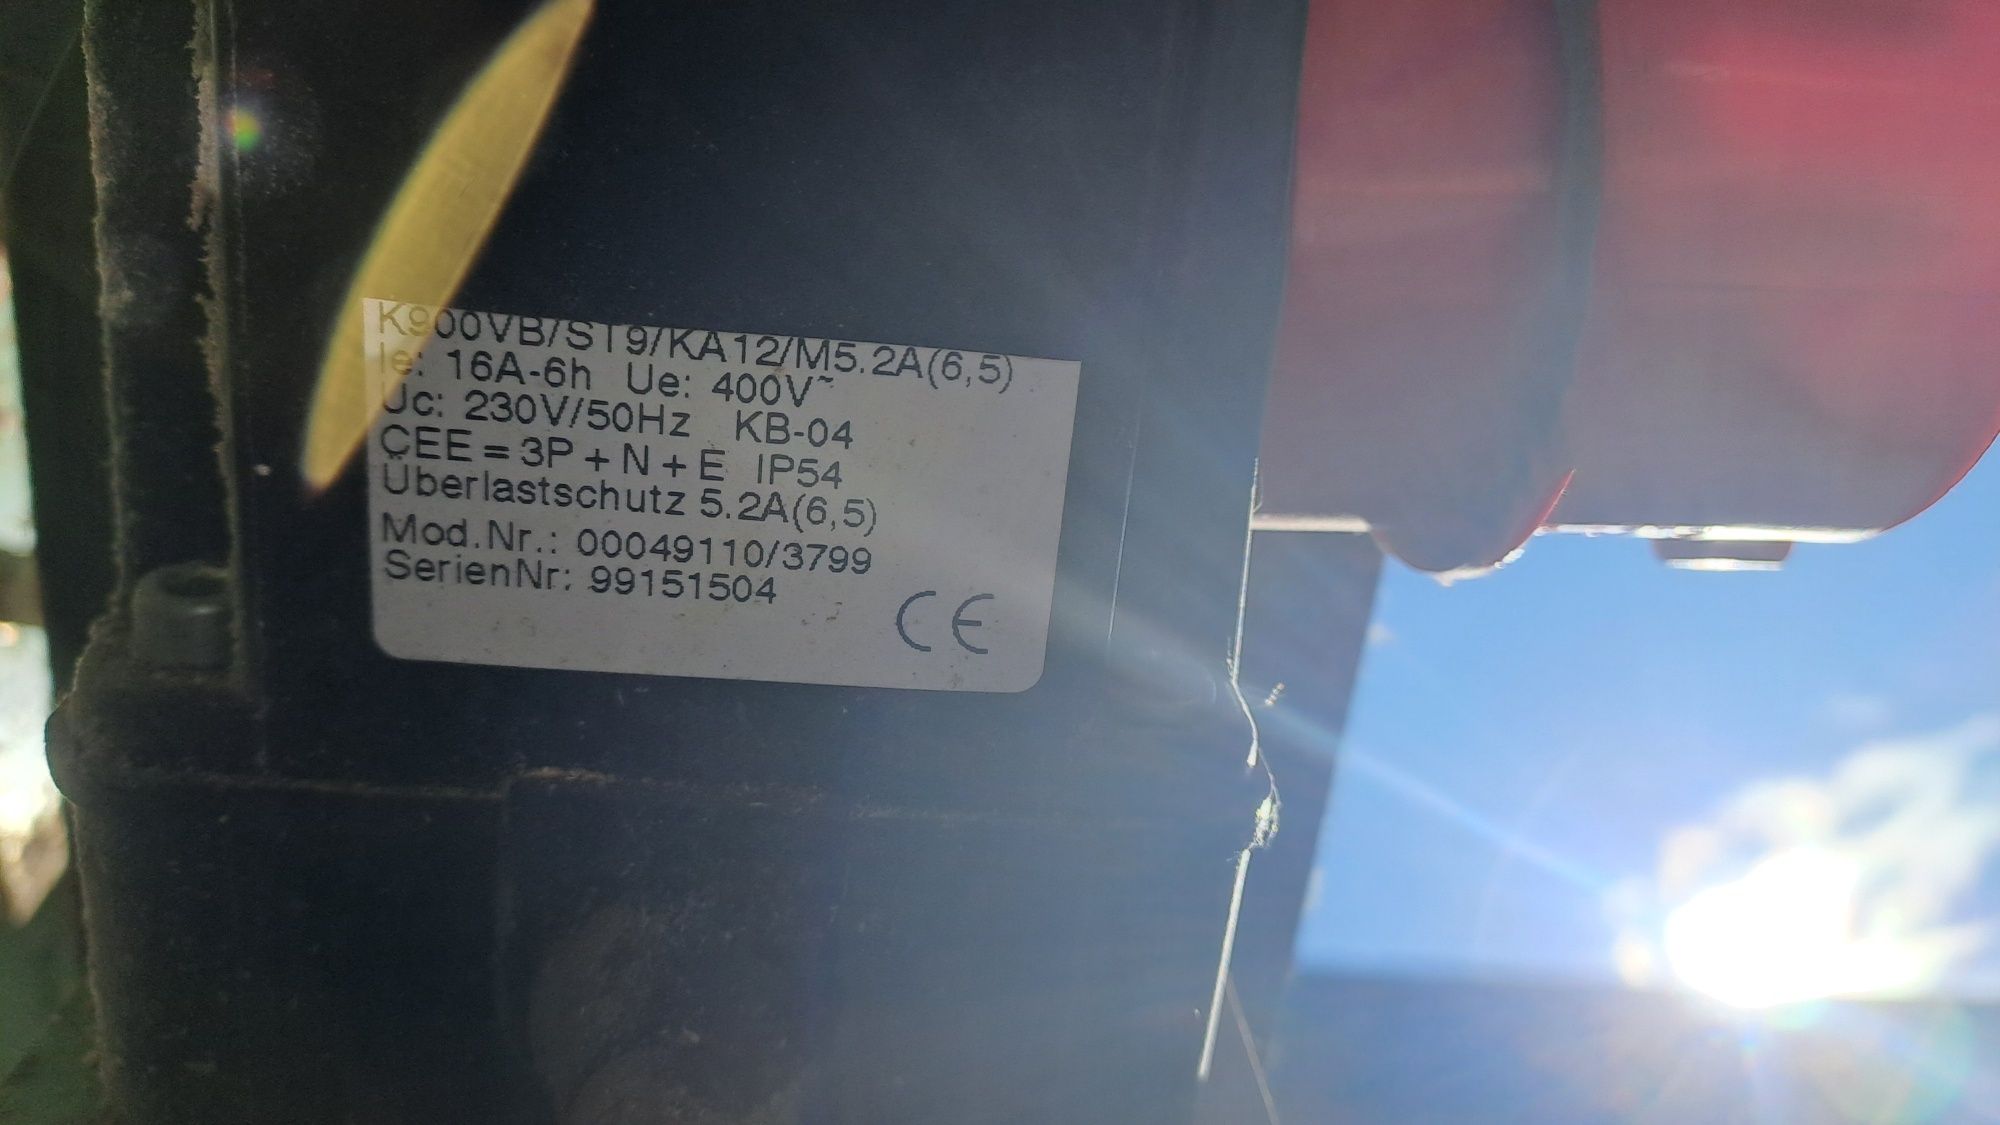 K900VB/ST9/KA12/M5.2A(6,5)
Ie: 16A-6h Ue: 400V~
Uc: 230V/50Hz KB-04
CEE = 3P + N + E IP54
Überlastschutz 5.2A(6,5)
Mod.Nr.: 00049110/3799
SerienNr: 99151504
CE